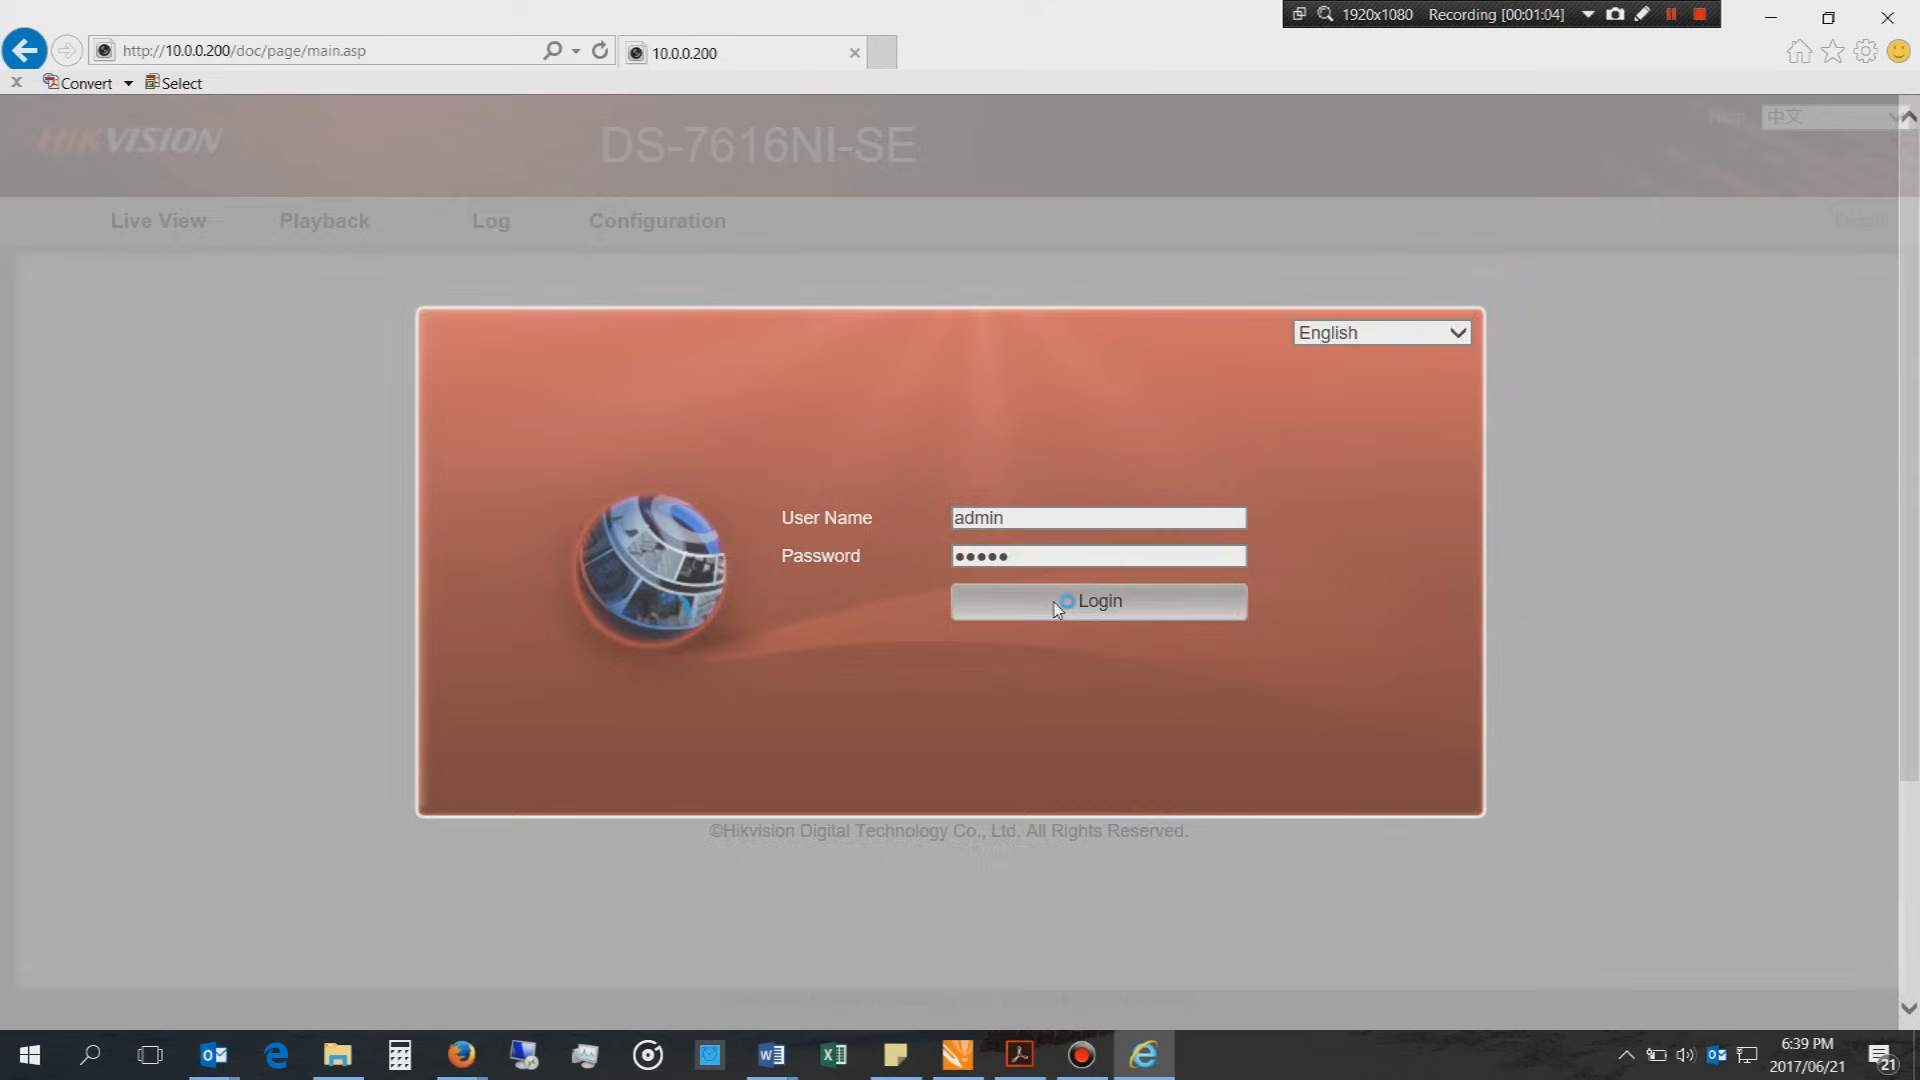 1920x1080 Recording [00:01:04]
http://10.0.0.200/doc/page/main.asp
10.0.0.200
x Convert Select
HIKVISION
DS-7616NI-SE
Help
中文
Live View Playback Log Configuration
Logout
English
User Name admin
Password •••••
Login
©Hikvision Digital Technology Co., Ltd. All Rights Reserved.
6:39 PM
2017/06/21
21